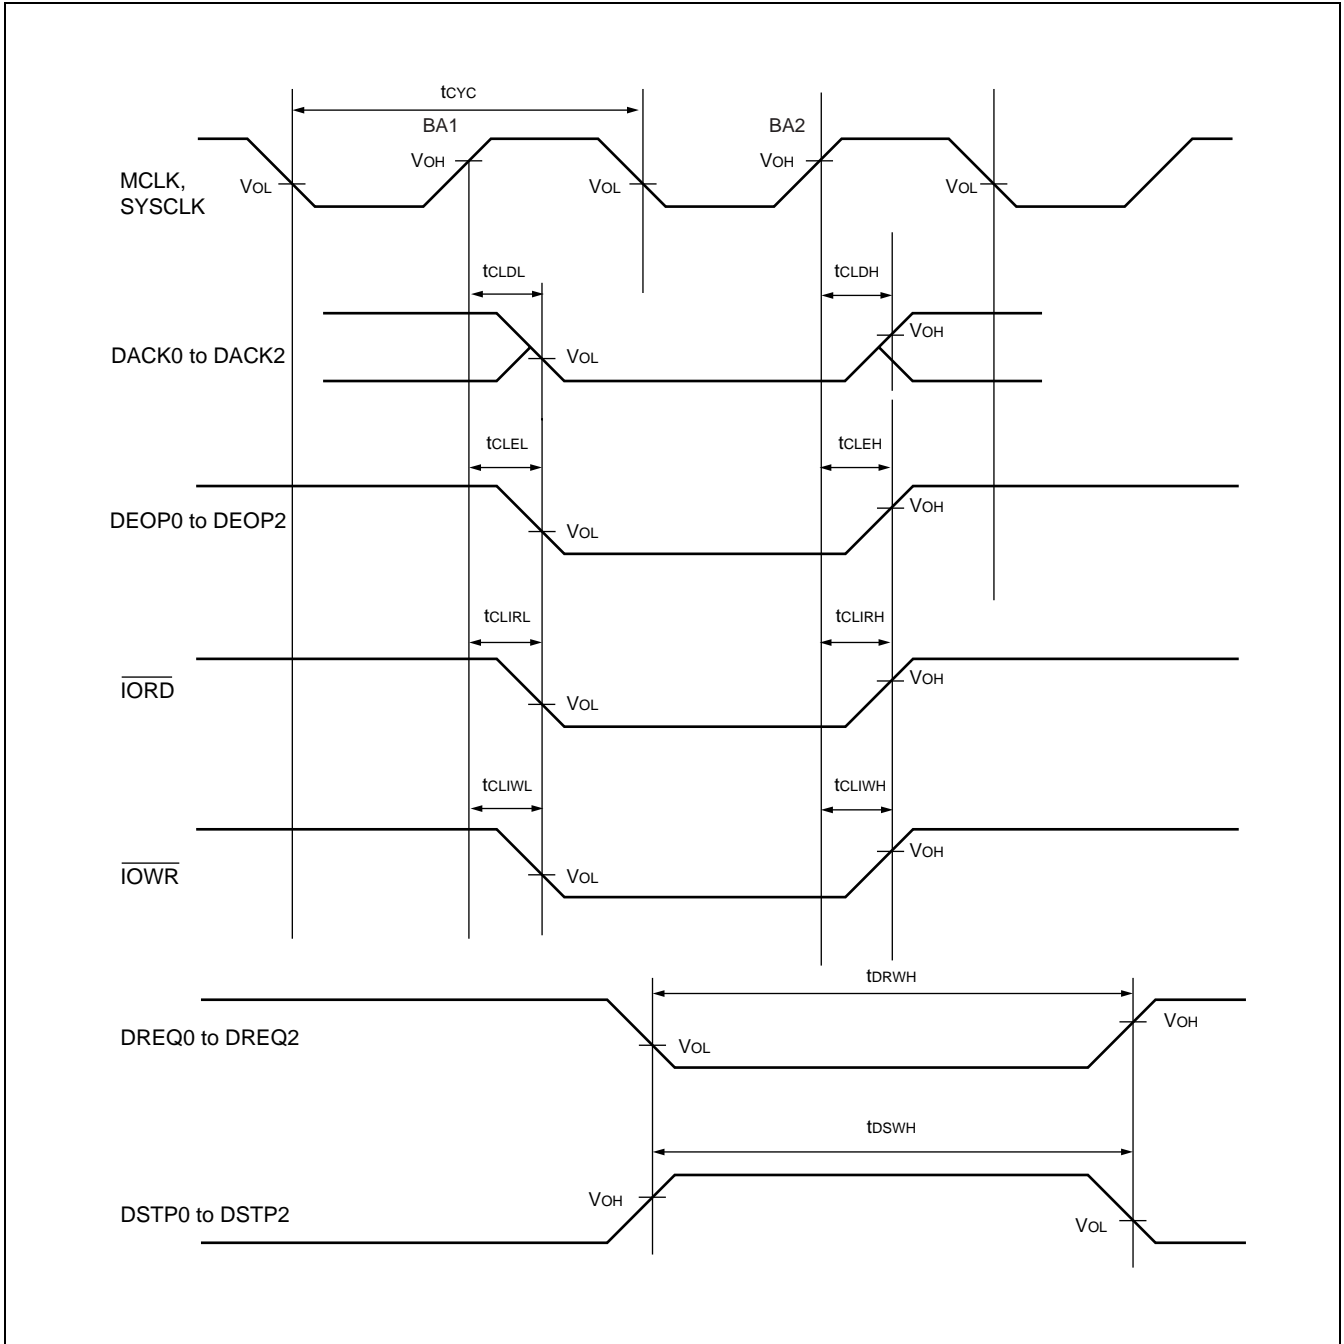 tCYC
BA1
BA2
VOH
VOH
MCLK,
SYSCLK
VOL
VOL
VOL
tCLDL
tCLDH
DACK0 to DACK2
VOL
VOH
tCLEL
tCLEH
DEOP0 to DEOP2
VOL
VOH
tCLIRL
tCLIRH
IORD
VOL
VOH
tCLIWL
tCLIWH
IOWR
VOL
VOH
tDRWH
DREQ0 to DREQ2
VOL
VOH
tDSWH
DSTP0 to DSTP2
VOH
VOL